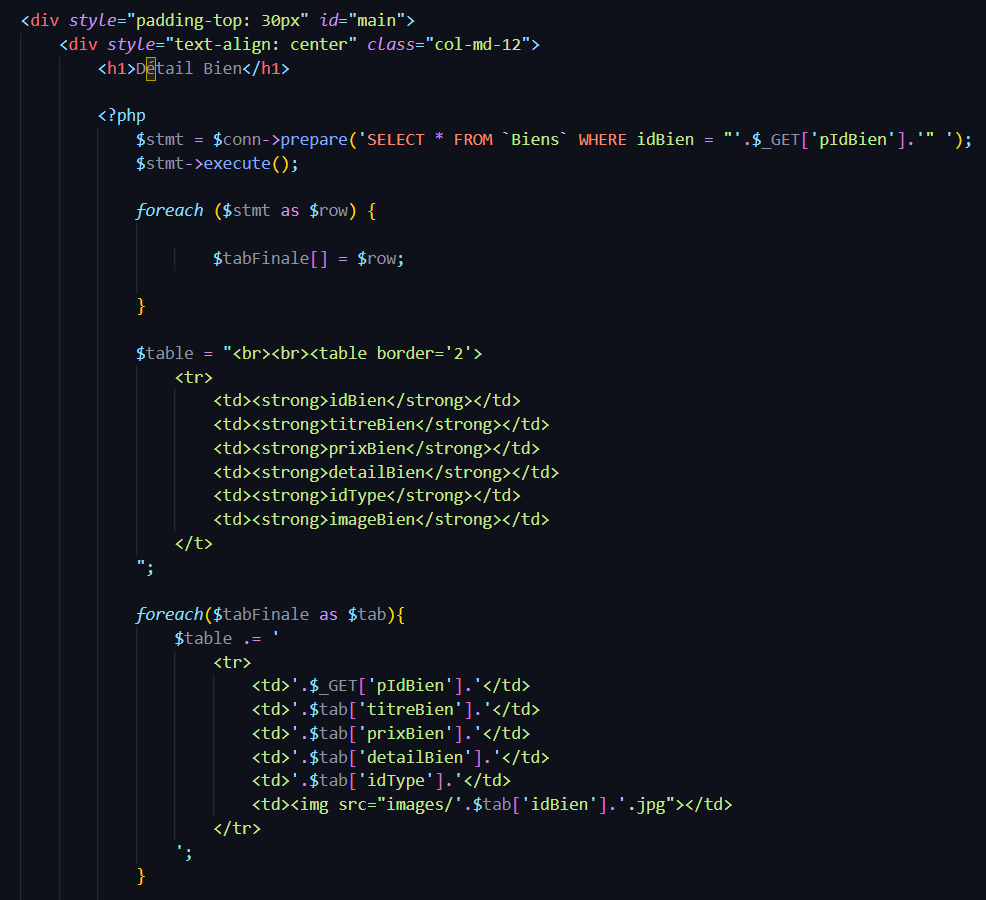 <div style="padding-top: 30px" id="main">
<div style="text-align: center" class="col-md-12">
<h1>Détail Bien</h1>
<?php
$stmt = $conn->prepare('SELECT * FROM `Biens` WHERE idBien = "'.$_GET['pIdBien'].'" ');
$stmt->execute();
foreach ($stmt as $row) {
$tabFinale[] = $row;
}
$table = "<br><br><table border='2'>
<tr>
<td><strong>idBien</strong></td>
<td><strong>titreBien</strong></td>
<td><strong>prixBien</strong></td>
<td><strong>detailBien</strong></td>
<td><strong>idType</strong></td>
<td><strong>imageBien</strong></td>
</t>
";
foreach($tabFinale as $tab){
$table .= '
<tr>
<td>'.$_GET['pIdBien'].'</td>
<td>'.$tab['titreBien'].'</td>
<td>'.$tab['prixBien'].'</td>
<td>'.$tab['detailBien'].'</td>
<td>'.$tab['idType'].'</td>
<td><img src="images/'.$tab['idBien'].'.jpg"></td>
</tr>
';
}